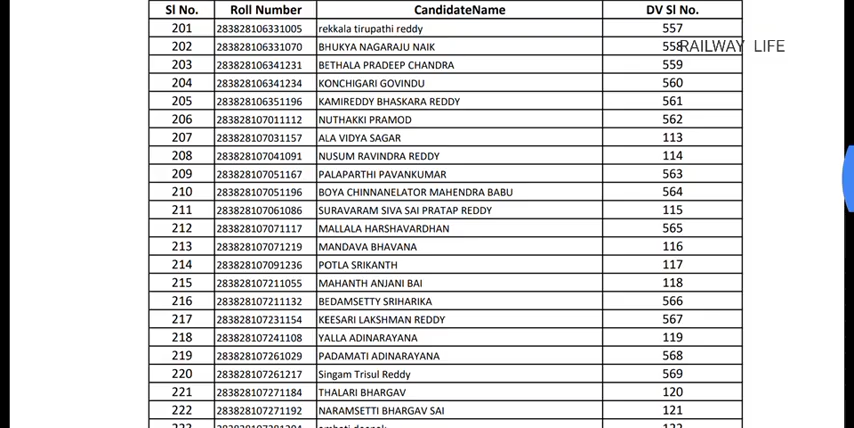 Sl No. Roll Number CandidateName DV Sl No.
201 283828106331005 rekkala tirupathi reddy 557
202 283828106331070 BHUKYA NAGARAJU NAIK 558
RAILWAY LIFE
203 283828106341231 BETHALA PRADEEP CHANDRA 559
204 283828106341234 KONCHIGARI GOVINDU 560
205 283828106351196 KAMIREDDY BHASKARA REDDY 561
206 283828107011112 NUTHAKKI PRAMOD 562
207 283828107031157 ALA VIDYA SAGAR 113
208 283828107041091 NUSUM RAVINDRA REDDY 114
209 283828107051167 PALAPARTHI PAVANKUMAR 563
210 283828107051196 BOYA CHINNANELATOR MAHENDRA BABU 564
211 283828107061086 SURAVARAM SIVA SAI PRATAP REDDY 115
212 283828107071117 MALLALA HARSHAVARDHAN 565
213 283828107071219 MANDAVA BHAVANA 116
214 283828107091236 POTLA SRIKANTH 117
215 283828107211055 MAHANTH ANJANI BAI 118
216 283828107211132 BEDAMSETTY SRIHARIKA 566
217 283828107231154 KEESARI LAKSHMAN REDDY 567
218 283828107241108 YALLA ADINARAYANA 119
219 283828107261029 PADAMATI ADINARAYANA 568
220 283828107261217 Singam Trisul Reddy 569
221 283828107271184 THALARI BHARGAV 120
222 283828107271192 NARAMSETTI BHARGAV SAI 121